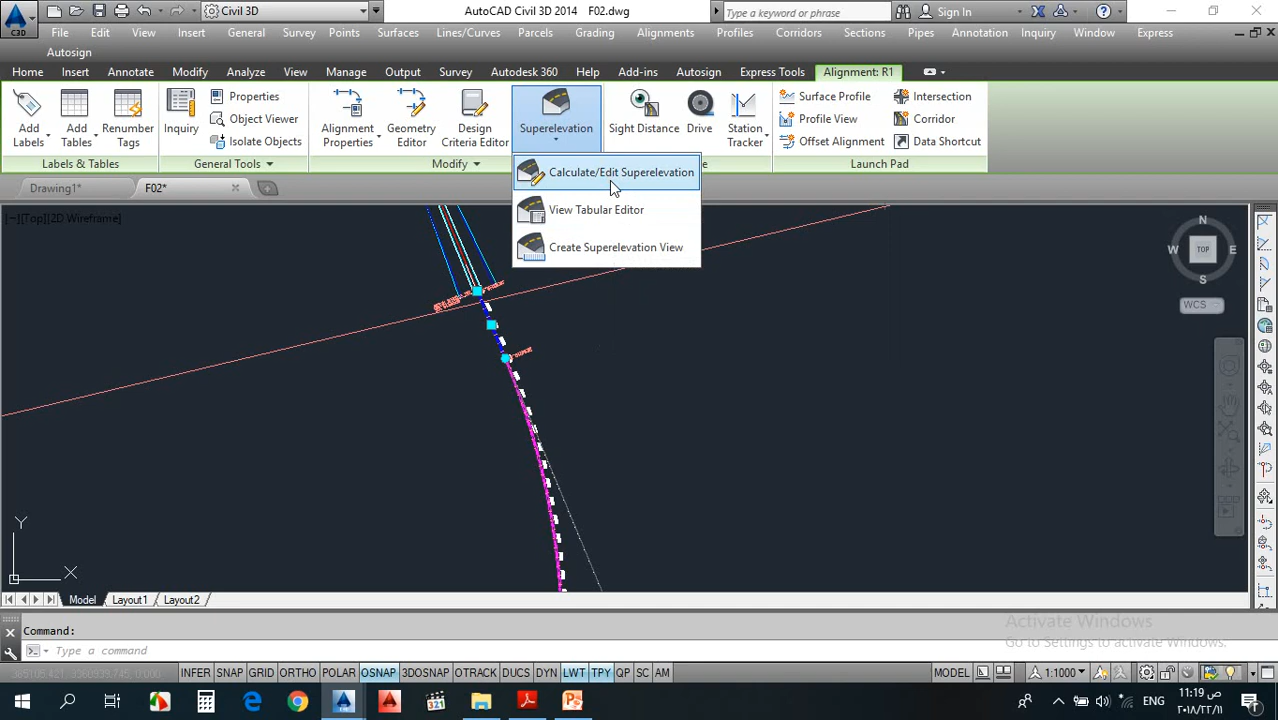 C3D
Civil 3D
AutoCAD Civil 3D 2014 F02.dwg
Type a keyword or phrase
Sign In
File Edit View Insert General Survey Points Surfaces Lines/Curves Parcels Grading Alignments Profiles Corridors Sections Pipes Annotation Inquiry Window Express
Autosign
Home Insert Annotate Modify Analyze View Manage Output Survey Autodesk 360 Help Add-ins Autosign Express Tools Alignment: R1
Add Labels
Add Tables
Renumber Tags
Labels & Tables
Inquiry
Properties
Object Viewer
Isolate Objects
General Tools
Alignment Properties
Geometry Editor
Design Criteria Editor
Modify
Superelevation
Calculate/Edit Superelevation
View Tabular Editor
Create Superelevation View
Sight Distance
Drive
Station Tracker
Surface Profile
Profile View
Offset Alignment
Intersection
Corridor
Data Shortcut
Launch Pad
Drawing1*
F02*
[−][Top][2D Wireframe]
N
W TOP E
S
WCS
Y
X
Model Layout1 Layout2
Command:
Type a command
Activate Windows
Go to Settings to activate Windows.
INFER SNAP GRID ORTHO POLAR OSNAP 3DOSNAP OTRACK DUCS DYN LWT TPY QP SC AM
MODEL
1:1000
321
ENG
11:19 ص